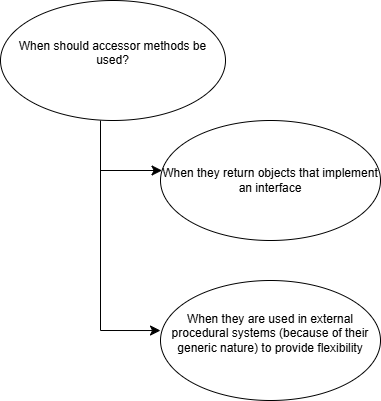 When should accessor methods be
used?
When they return objects that implement
an interface
When they are used in external
procedural systems (because of their
generic nature) to provide flexibility